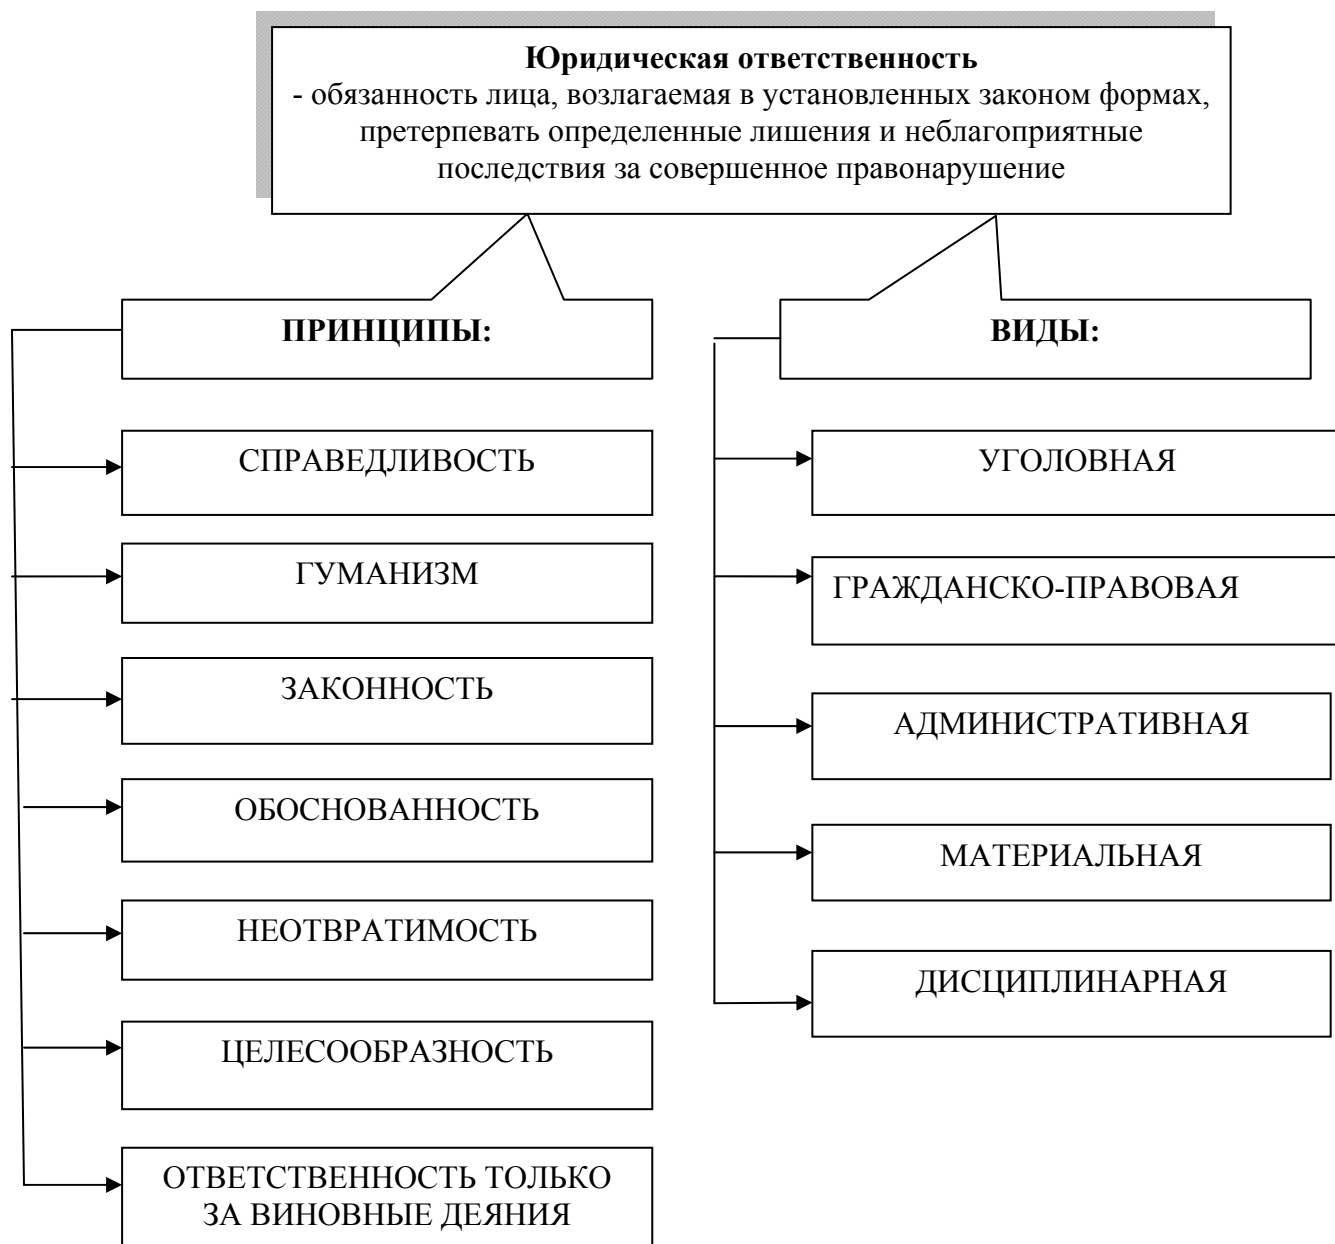 Юридическая ответственность
- обязанность лица, возлагаемая в установленных законом формах,
претерпевать определенные лишения и неблагоприятные
последствия за совершенное правонарушение
ПРИНЦИПЫ:
СПРАВЕДЛИВОСТЬ
ГУМАНИЗМ
ЗАКОННОСТЬ
ОБОСНОВАННОСТЬ
НЕОТВРАТИМОСТЬ
ЦЕЛЕСООБРАЗНОСТЬ
ОТВЕТСТВЕННОСТЬ ТОЛЬКО
ЗА ВИНОВНЫЕ ДЕЯНИЯ
ВИДЫ:
УГОЛОВНАЯ
ГРАЖДАНСКО-ПРАВОВАЯ
АДМИНИСТРАТИВНАЯ
МАТЕРИАЛЬНАЯ
ДИСЦИПЛИНАРНАЯ